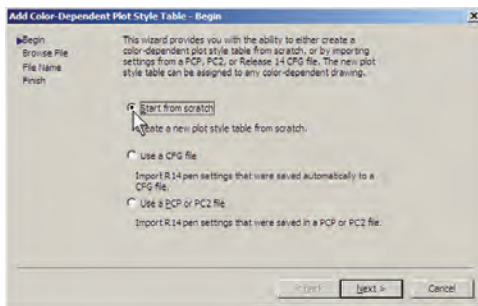 Add Color-Dependent Plot Style Table - Begin
Begin
Browse File
File Name
Finish
This wizard provides you with the ability to either create a
color-dependent plot style table from scratch, or by importing
settings from a PCP, PC2, or Release 14 CFG file. The new plot
style table can be assigned to any color-dependent drawing.
Start from scratch
Create a new plot style table from scratch.
Use a CFG file
Import R14 pen settings that were saved automatically to a
CFG file.
Use a PCP or PC2 file
Import R14 pen settings that were saved in a PCP or PC2 file.
< Back
Next >
Cancel